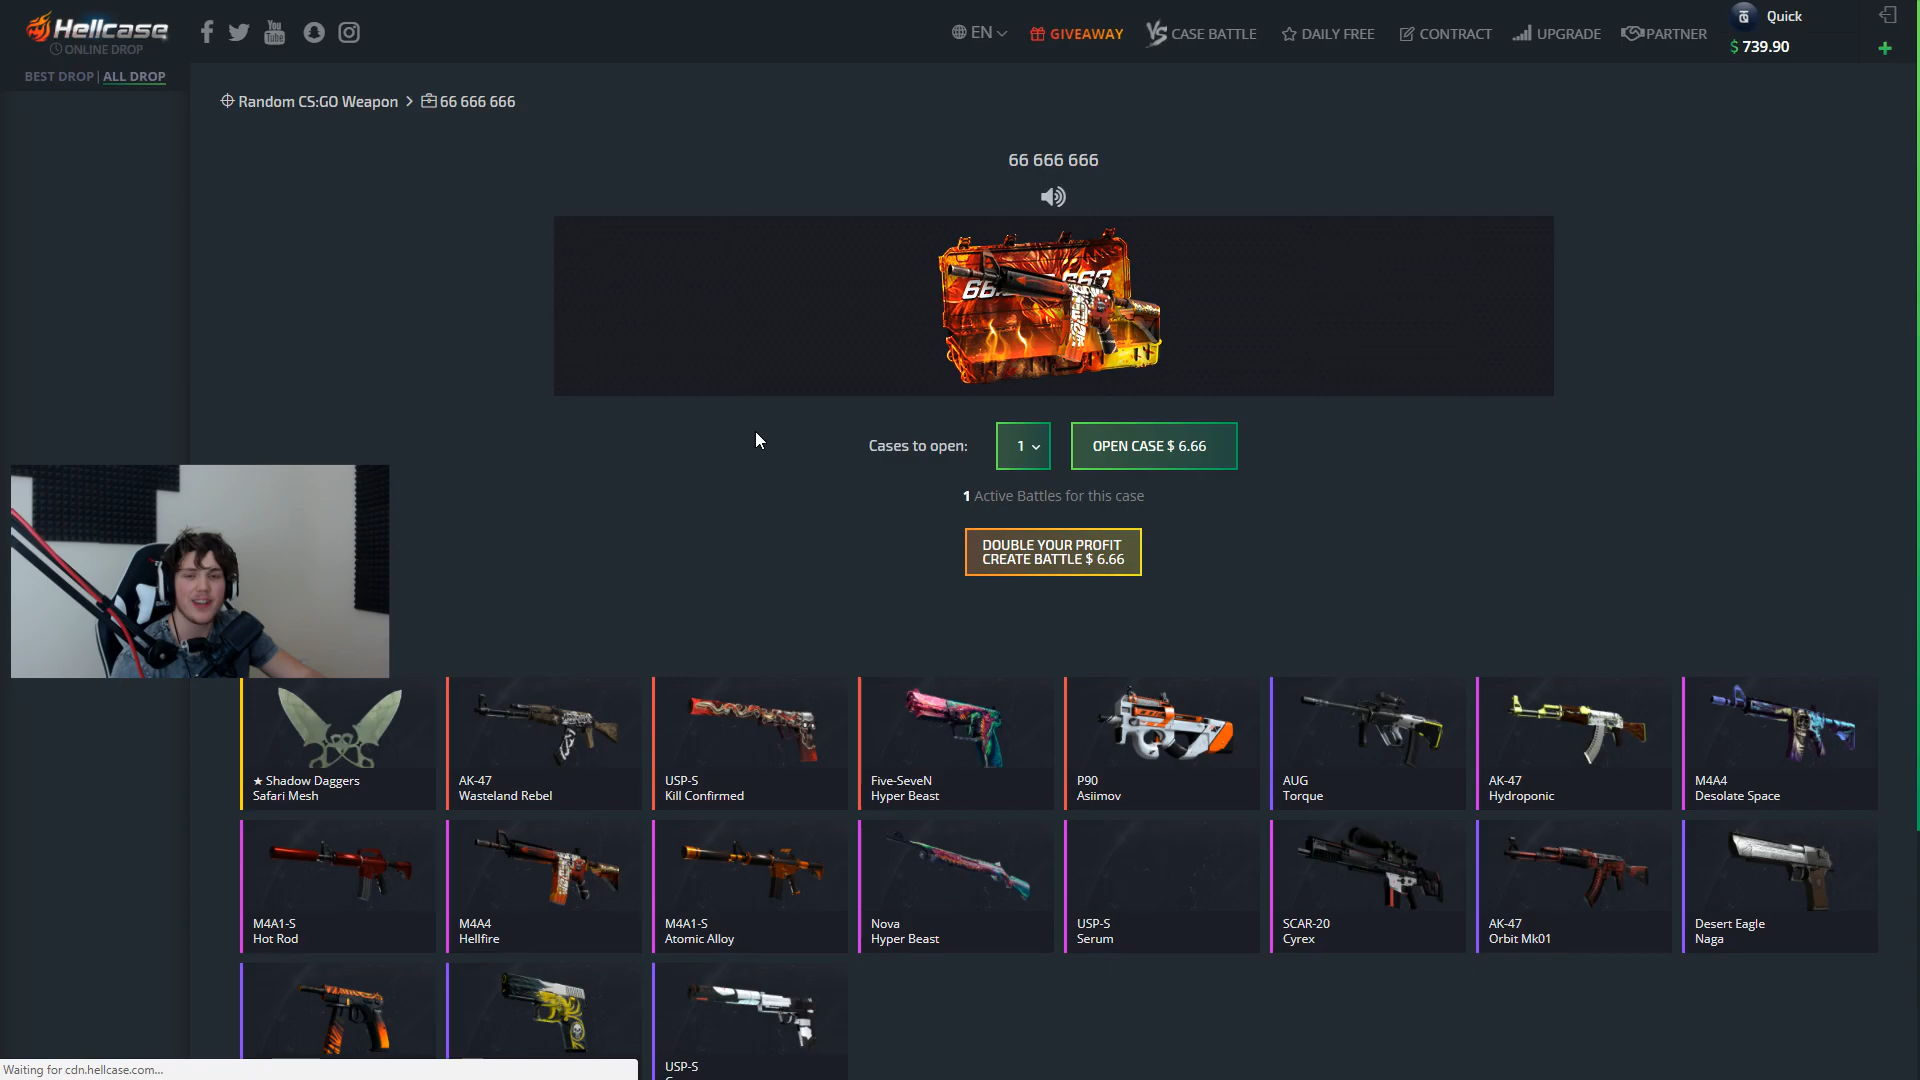 Hellcase
ONLINE DROP
You
Tube
EN
GIVEAWAY
VS CASE BATTLE
DAILY FREE
CONTRACT
UPGRADE
PARTNER
Quick
$ 739.90
BEST DROP | ALL DROP
Random CS:GO Weapon > 66 666 666
66 666 666
Cases to open:
1
OPEN CASE $ 6.66
1 Active Battles for this case
DOUBLE YOUR PROFIT
CREATE BATTLE $ 6.66
★ Shadow Daggers
Safari Mesh
AK-47
Wasteland Rebel
USP-S
Kill Confirmed
Five-SeveN
Hyper Beast
P90
Asiimov
AUG
Torque
AK-47
Hydroponic
M4A4
Desolate Space
M4A1-S
Hot Rod
M4A4
Hellfire
M4A1-S
Atomic Alloy
Nova
Hyper Beast
USP-S
Serum
SCAR-20
Cyrex
AK-47
Orbit Mk01
Desert Eagle
Naga
USP-S
Waiting for cdn.hellcase.com...